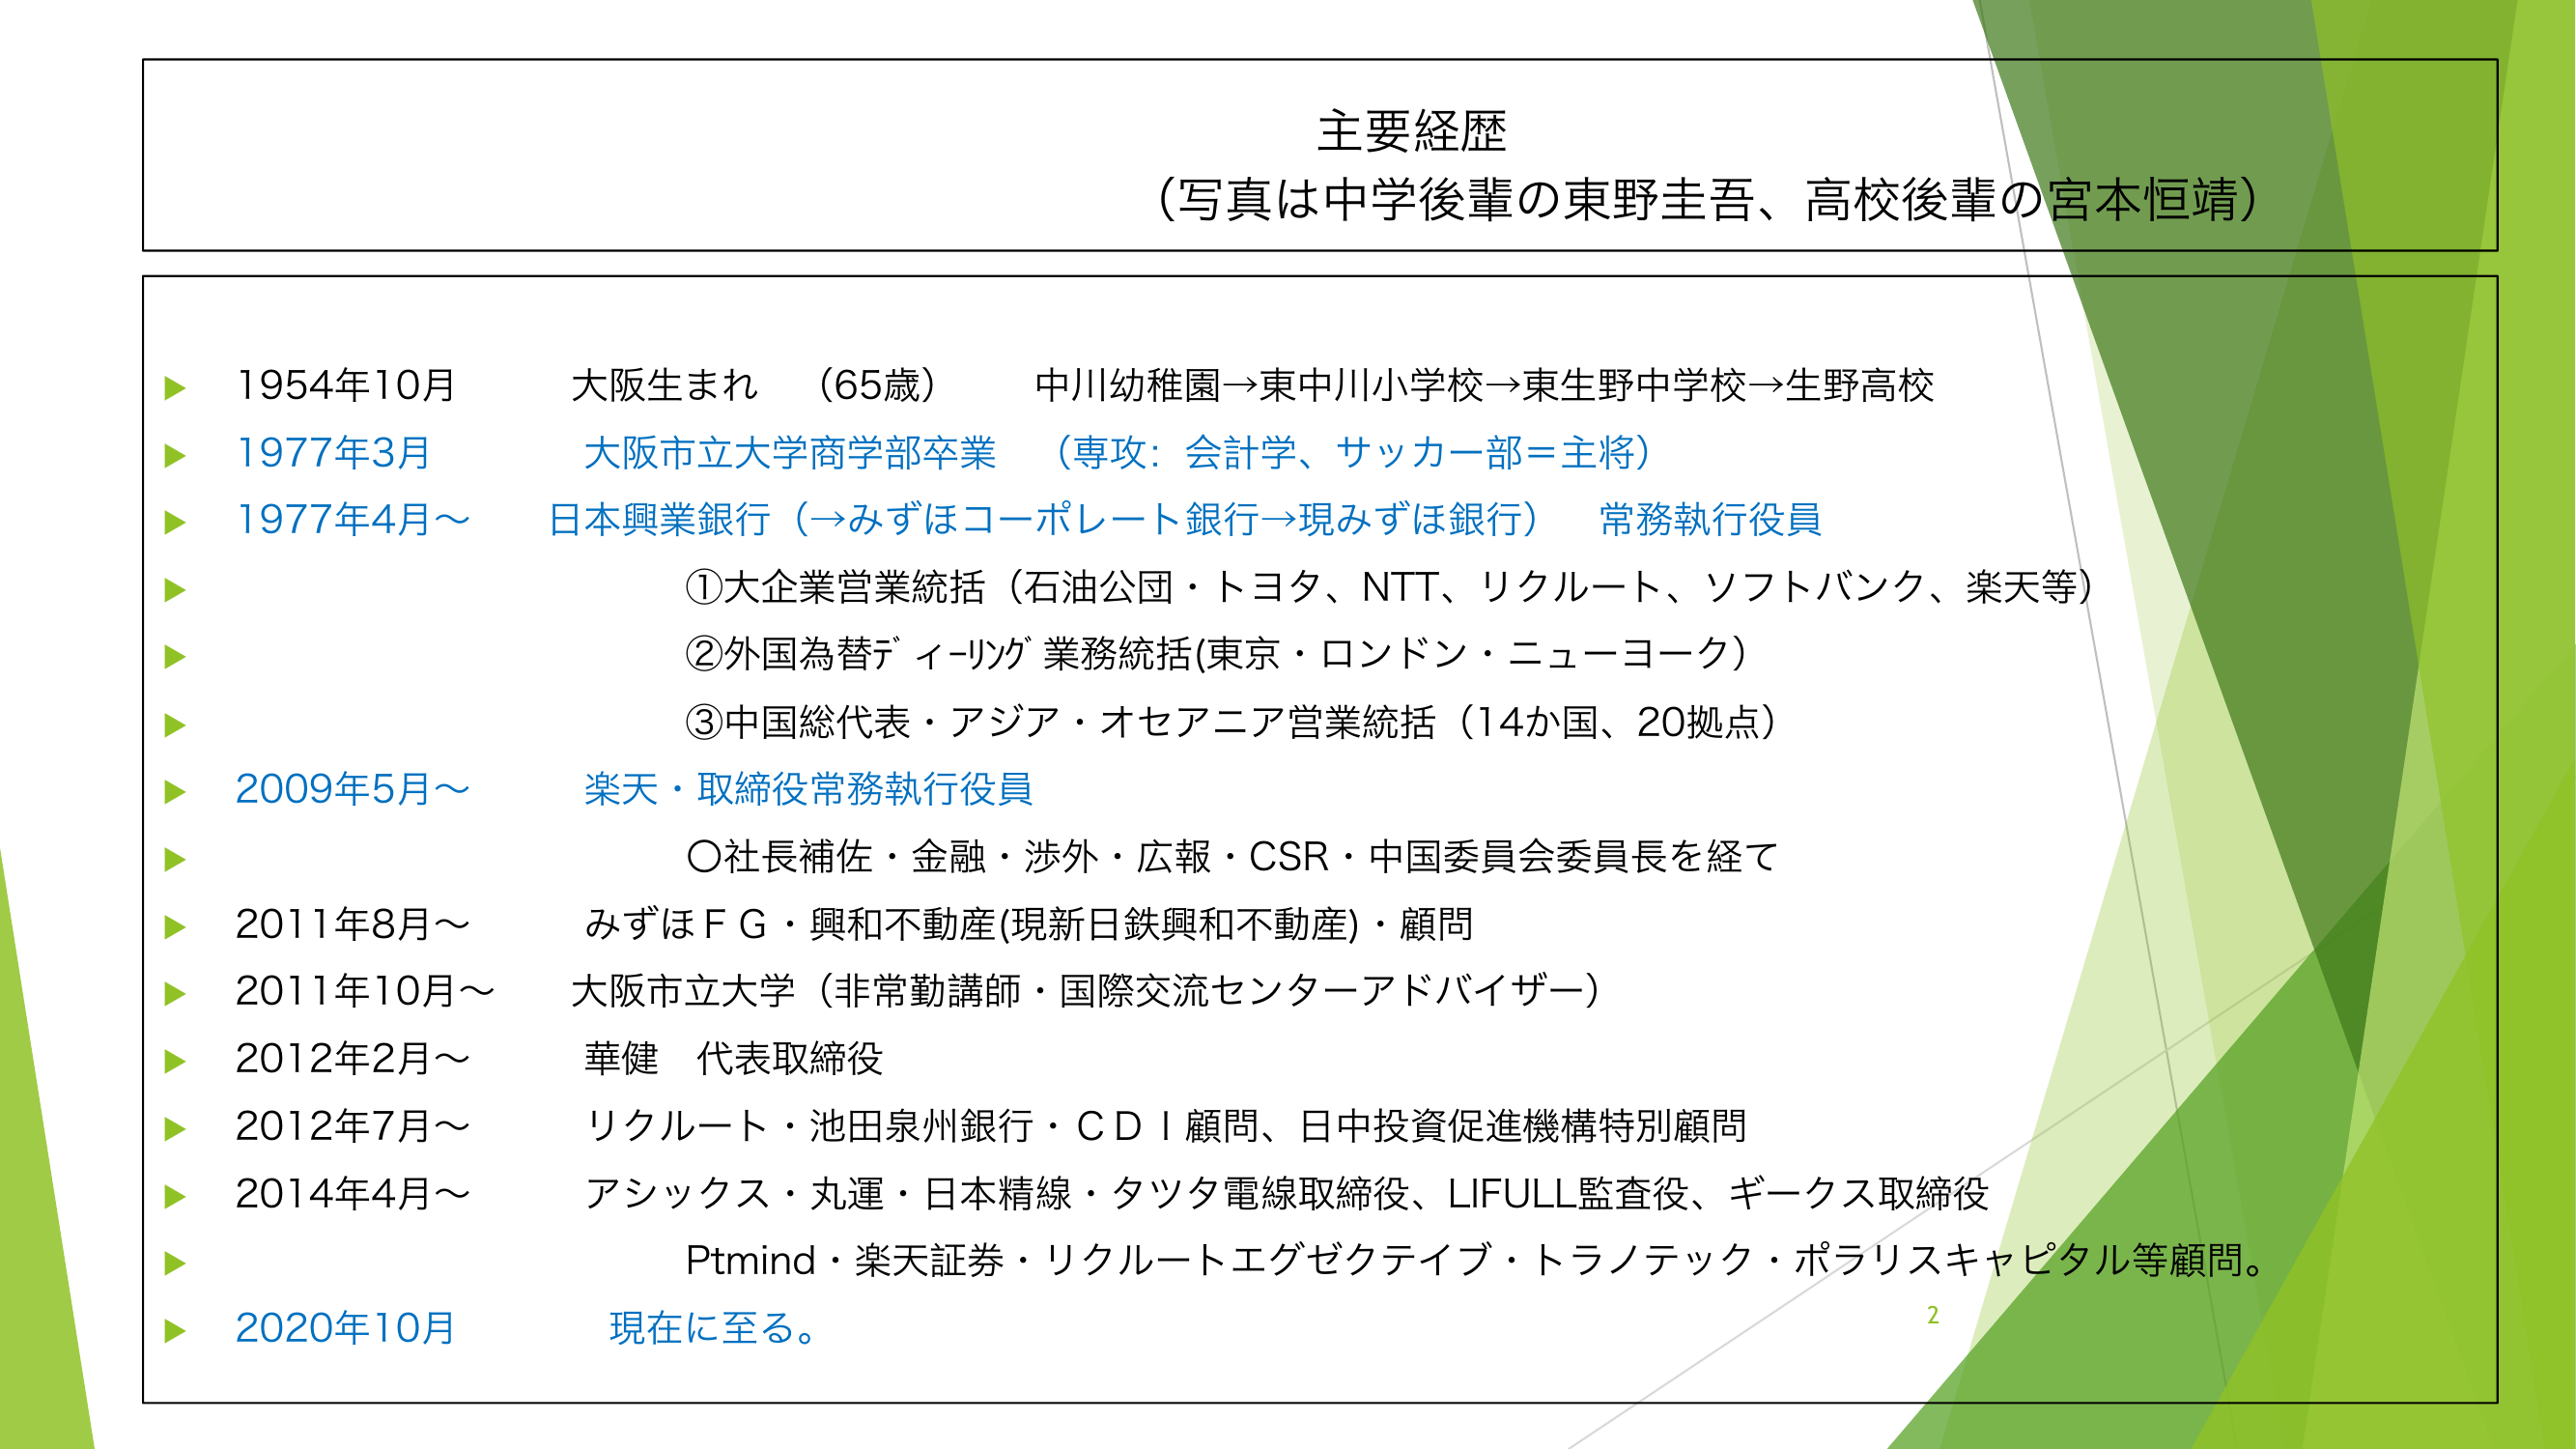 主要経歴
（写真は中学後輩の東野圭吾、高校後輩の宮本恒靖）
1954年10月　大阪生まれ　（65歳）　中川幼稚園→東中川小学校→東生野中学校→生野高校
1977年3月　大阪市立大学商学部卒業　（専攻：会計学、サッカー部＝主将）
1977年4月～　日本興業銀行（→みずほコーポレート銀行→現みずほ銀行）　常務執行役員
①大企業営業統括（石油公団・トヨタ、NTT、リクルート、ソフトバンク、楽天等）
②外国為替ﾃﾞィｰﾘﾝｸﾞ業務統括(東京・ロンドン・ニューヨーク）
③中国総代表・アジア・オセアニア営業統括（14か国、20拠点）
2009年5月～　楽天・取締役常務執行役員
〇社長補佐・金融・渉外・広報・CSR・中国委員会委員長を経て
2011年8月～　みずほＦＧ・興和不動産(現新日鉄興和不動産)・顧問
2011年10月～　大阪市立大学（非常勤講師・国際交流センターアドバイザー）
2012年2月～　華健　代表取締役
2012年7月～　リクルート・池田泉州銀行・ＣＤＩ顧問、日中投資促進機構特別顧問
2014年4月～　アシックス・丸運・日本精線・タツタ電線取締役、LIFULL監査役、ギークス取締役
Ptmind・楽天証券・リクルートエグゼクテイブ・トラノテック・ポラリスキャピタル等顧問。
2020年10月　現在に至る。
2